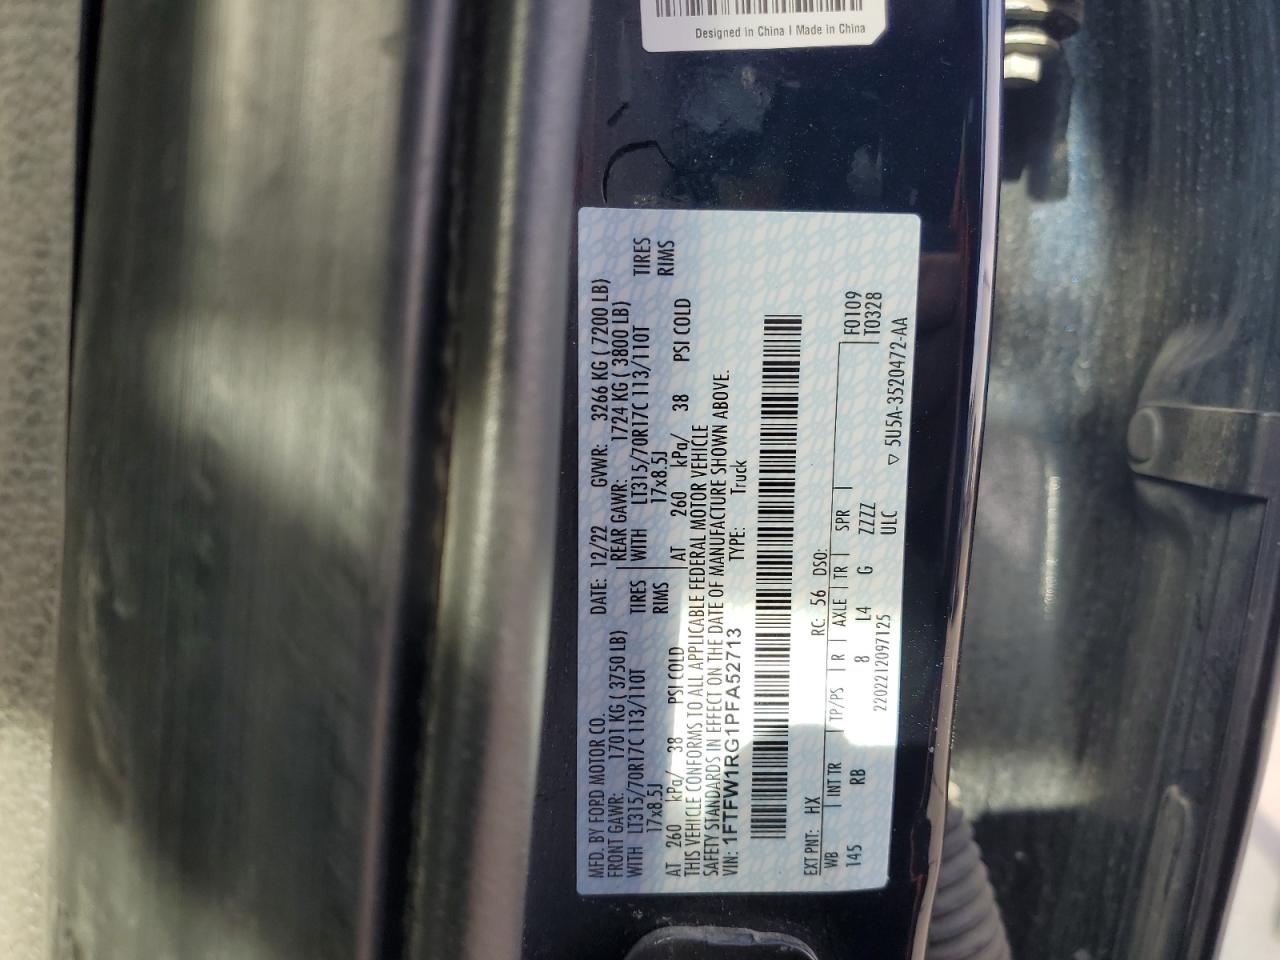 Designed in China | Made in China
MFD. BY FORD MOTOR CO. DATE: 12/22 GVWR: 3266 KG ( 7200 LB)
FRONT GAWR: 1701 KG ( 3750 LB) REAR GAWR: 1724 KG ( 3800 LB)
WITH LT315/70R17C 113/110T TIRES WITH LT315/70R17C 113/110T TIRES
17x8.5J RIMS 17x8.5J RIMS
AT 260 kPa/ 38 PSI COLD AT 260 kPa/ 38 PSI COLD
THIS VEHICLE CONFORMS TO ALL APPLICABLE FEDERAL MOTOR VEHICLE
SAFETY STANDARDS IN EFFECT ON THE DATE OF MANUFACTURE SHOWN ABOVE.
VIN: 1FTFW1RG1PFA52713 TYPE: Truck
EXT PNT: HX RC: 56 DSO:
WB | INT TR | TP/PS | R | AXLE | TR | SPR | F0109
145 RB 8 L4 G ZZZZ T0328
2202212097125 ULC
▽ 5U5A-3520472-AA